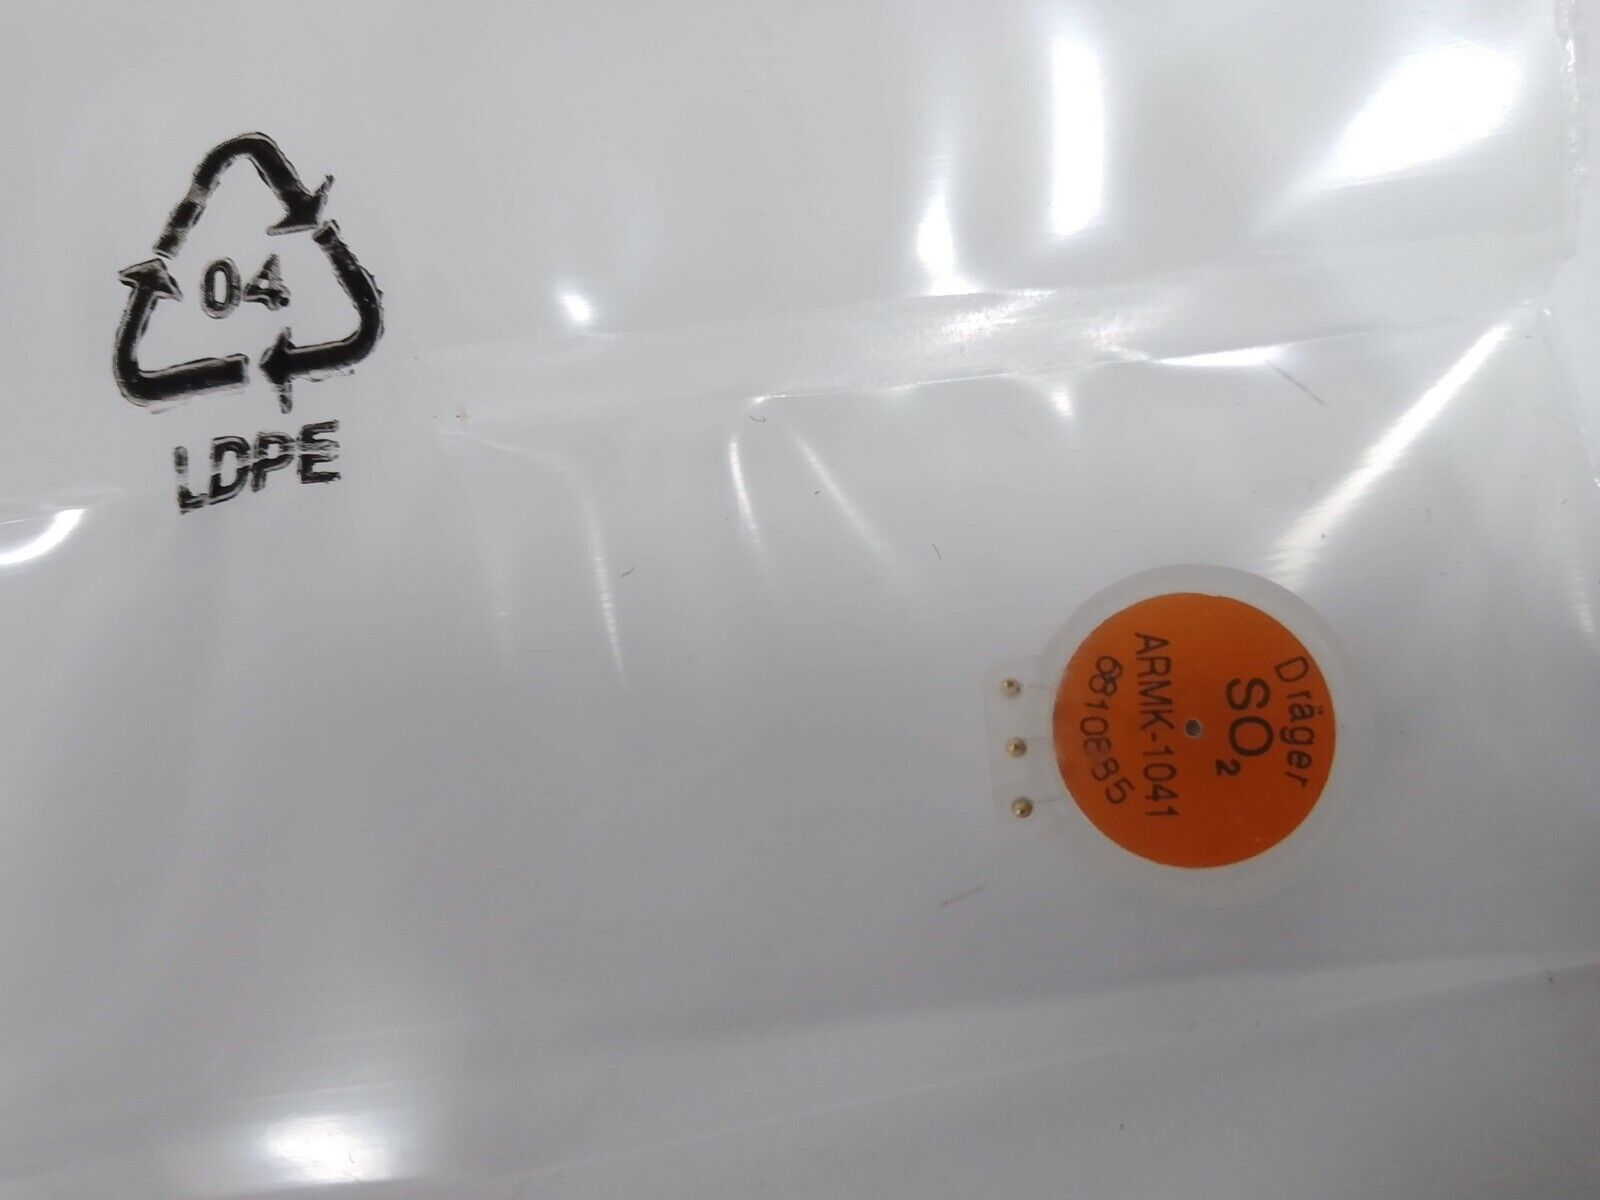 04
LDPE
Dräger
SO₂
ARMK-1041
6810885